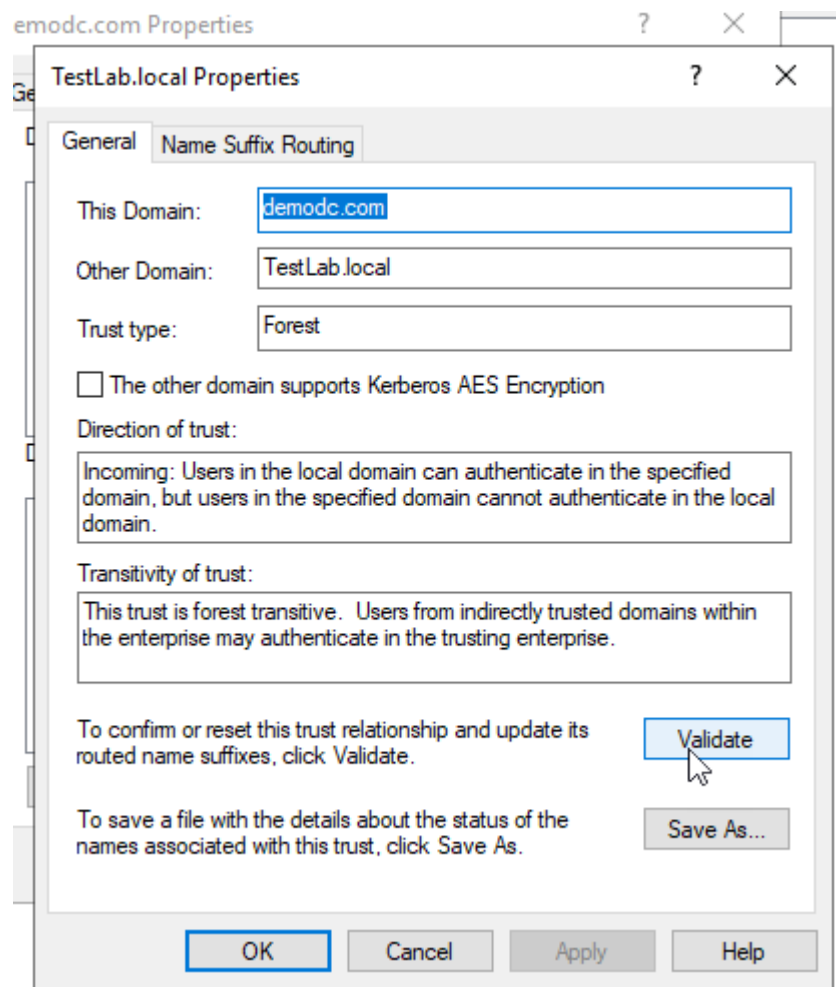 emodc.com Properties
TestLab.local Properties
Ge
General
Name Suffix Routing
This Domain:
demodc.com
Other Domain:
TestLab.local
Trust type:
Forest
The other domain supports Kerberos AES Encryption
Direction of trust:
Incoming: Users in the local domain can authenticate in the specified
domain, but users in the specified domain cannot authenticate in the local
domain.
Transitivity of trust:
This trust is forest transitive.  Users from indirectly trusted domains within
the enterprise may authenticate in the trusting enterprise.
To confirm or reset this trust relationship and update its
routed name suffixes, click Validate.
Validate
To save a file with the details about the status of the
names associated with this trust, click Save As.
Save As...
OK
Cancel
Apply
Help